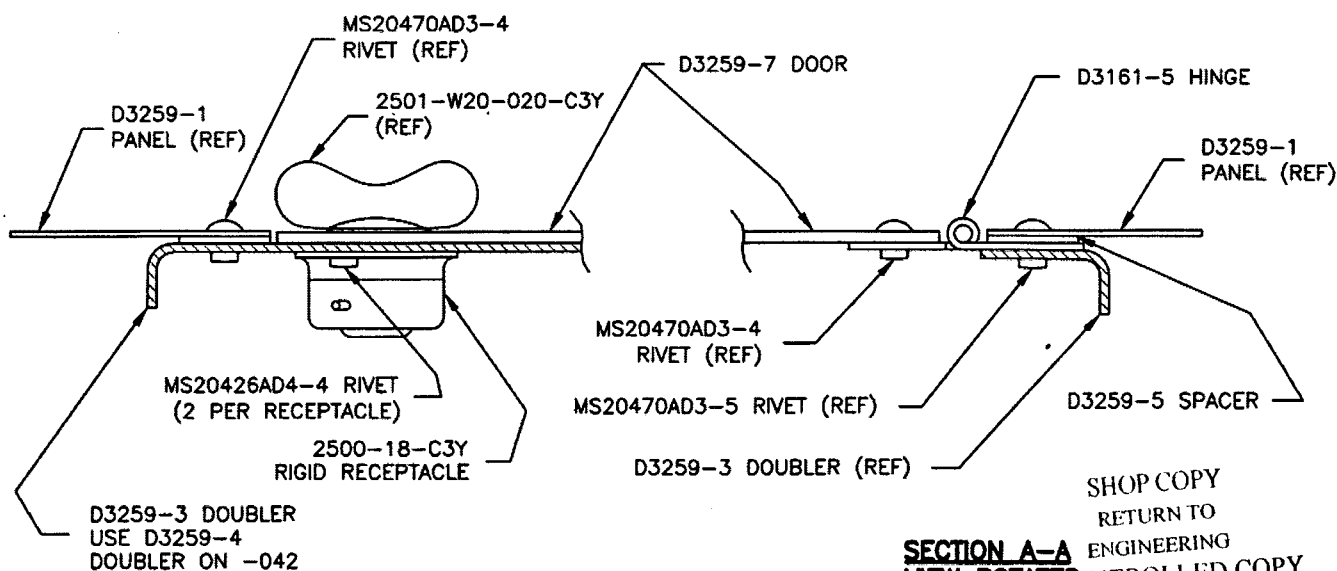 MS20470AD3-4
RIVET (REF)
D3259-7 DOOR
D3161-5 HINGE
2501-W20-020-C3Y
(REF)
D3259-1
PANEL (REF)
D3259-1
PANEL (REF)
MS20470AD3-4
RIVET (REF)
MS20426AD4-4 RIVET
(2 PER RECEPTACLE)
MS20470AD3-5 RIVET (REF)
D3259-5 SPACER
2500-18-C3Y
RIGID RECEPTACLE
D3259-3 DOUBLER (REF)
D3259-3 DOUBLER
USE D3259-4
DOUBLER ON -042
SHOP COPY
RETURN TO
ENGINEERING
SECTION A-A
COPY